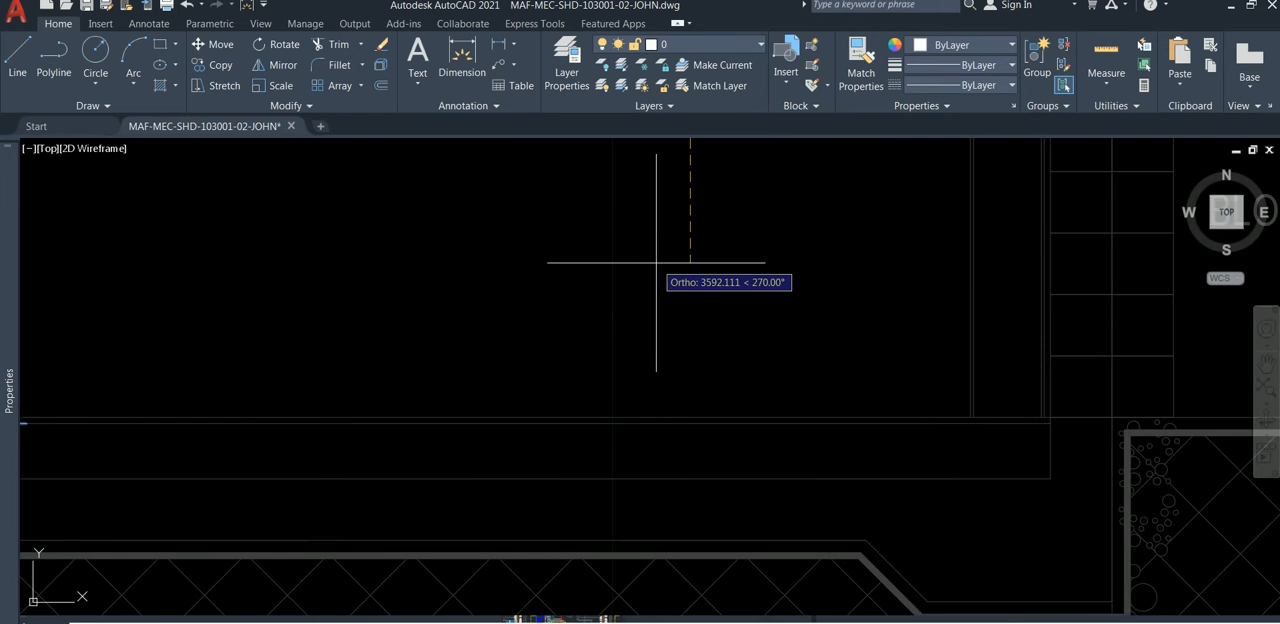 Autodesk AutoCAD 2021 MAF-MEC-SHD-103001-02-JOHN.dwg
Type a keyword or phrase
Sign In
Home Insert Annotate Parametric View Manage Output Add-ins Collaborate Express Tools Featured Apps
Line Polyline Circle Arc
Move Rotate Trim
Copy Mirror Fillet
Stretch Scale Array
Text Dimension Table
Layer Properties
0
Make Current
Match Layer
Insert
Match Properties
ByLayer
ByLayer
ByLayer
Group
Measure
Paste
Base
Draw Modify Annotation Layers Block Properties Groups Utilities Clipboard View
Start MAF-MEC-SHD-103001-02-JOHN*
[−][Top][2D Wireframe]
N
W TOP E
S
WCS
Ortho: 3592.111 < 270.00°
Properties
Y
X